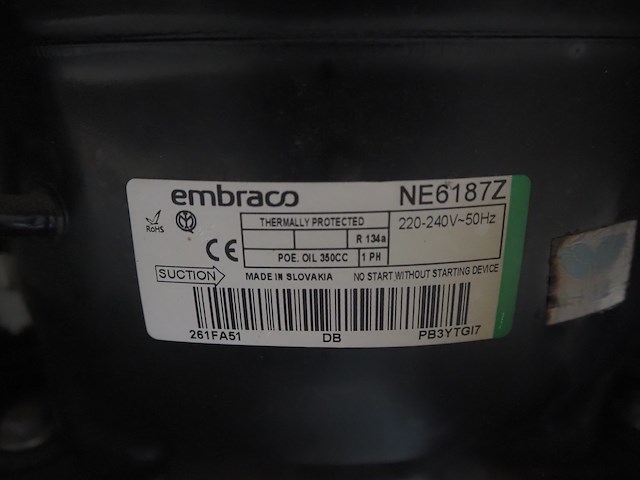 embraco NE6187Z
RoHS
THERMALLY PROTECTED
220-240V~50Hz
R 134a
CE
POE. OIL 350CC
1 PH
SUCTION
MADE IN SLOVAKIA
NO START WITHOUT STARTING DEVICE
261FA51 DB PB3YTGI7